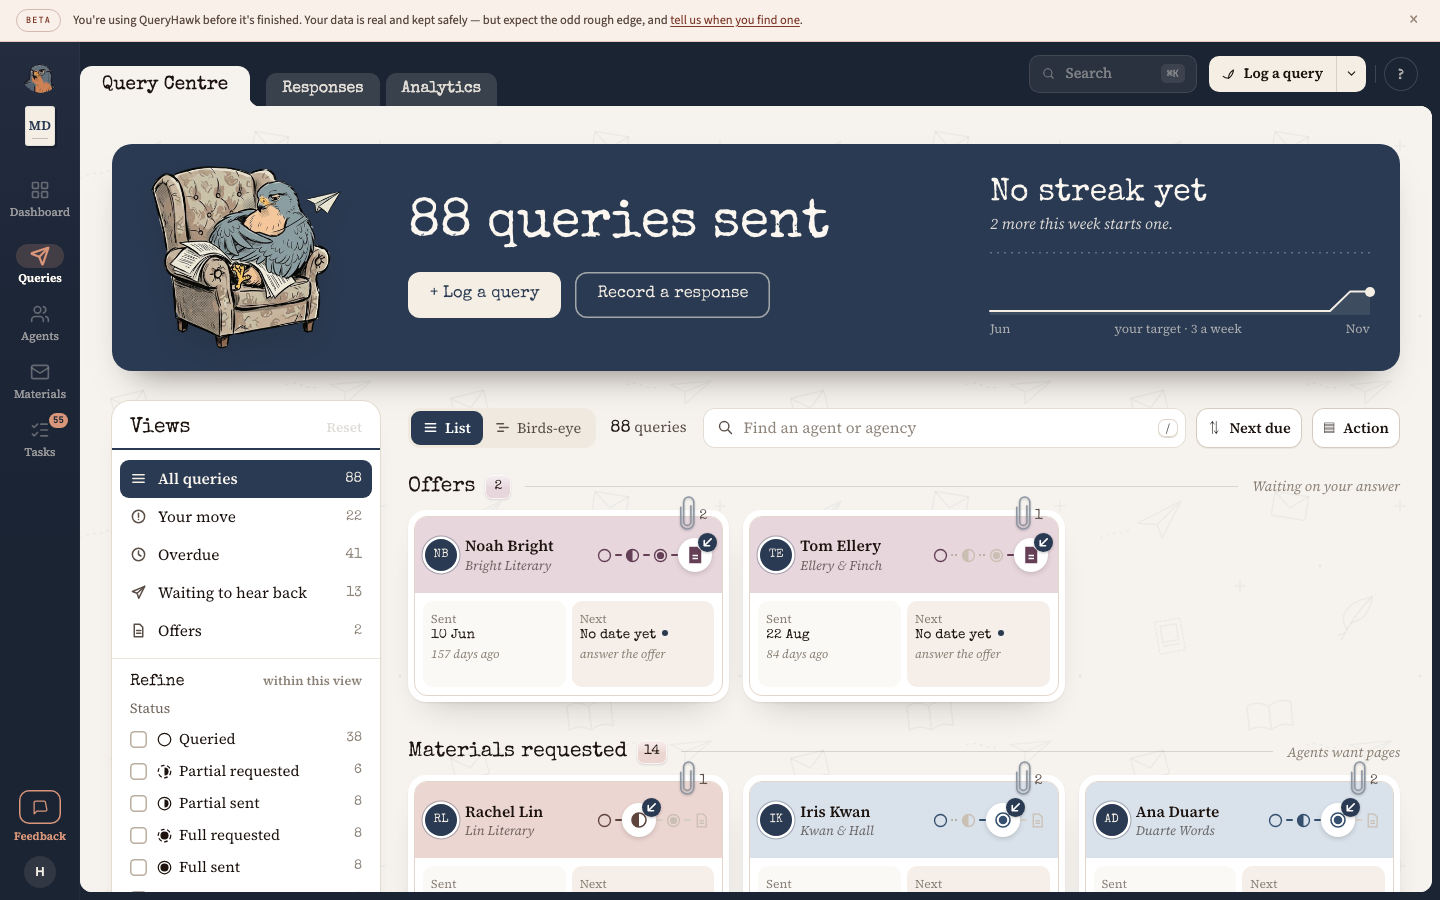 BETA
You're using QueryHawk before it's finished. Your data is real and kept safely — but expect the odd rough edge, and tell us when you find one.
×
MD
Dashboard
Queries
Agents
Materials
55
Tasks
Feedback
H
Query Centre
Responses
Analytics
Search
⌘K
Log a query
?
88 queries sent
+ Log a query
Record a response
No streak yet
2 more this week starts one.
Jun
your target · 3 a week
Nov
Views
Reset
All queries
88
Your move
22
Overdue
41
Waiting to hear back
13
Offers
2
Refine
within this view
Status
Queried
38
Partial requested
6
Partial sent
8
Full requested
8
Full sent
8
List
Birds-eye
88 queries
Find an agent or agency
/
Next due
Action
Offers
2
Waiting on your answer
2
NB
Noah Bright
Bright Literary
Sent
10 Jun
157 days ago
Next
No date yet
answer the offer
1
TE
Tom Ellery
Ellery & Finch
Sent
22 Aug
84 days ago
Next
No date yet
answer the offer
Materials requested
14
Agents want pages
1
RL
Rachel Lin
Lin Literary
Sent
Next
2
IK
Iris Kwan
Kwan & Hall
Sent
Next
2
AD
Ana Duarte
Duarte Words
Sent
Next